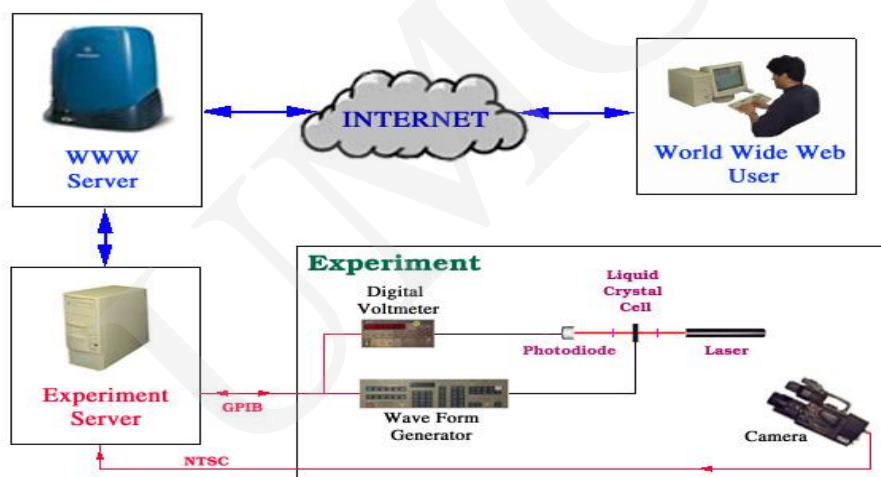 INTERNET
WWW
Server
World Wide Web
User
Experiment
Server
GPIB
NTSC
Experiment
Digital
Voltmeter
Liquid
Crystal
Cell
Photodiode
Laser
Wave Form
Generator
Camera
UMC